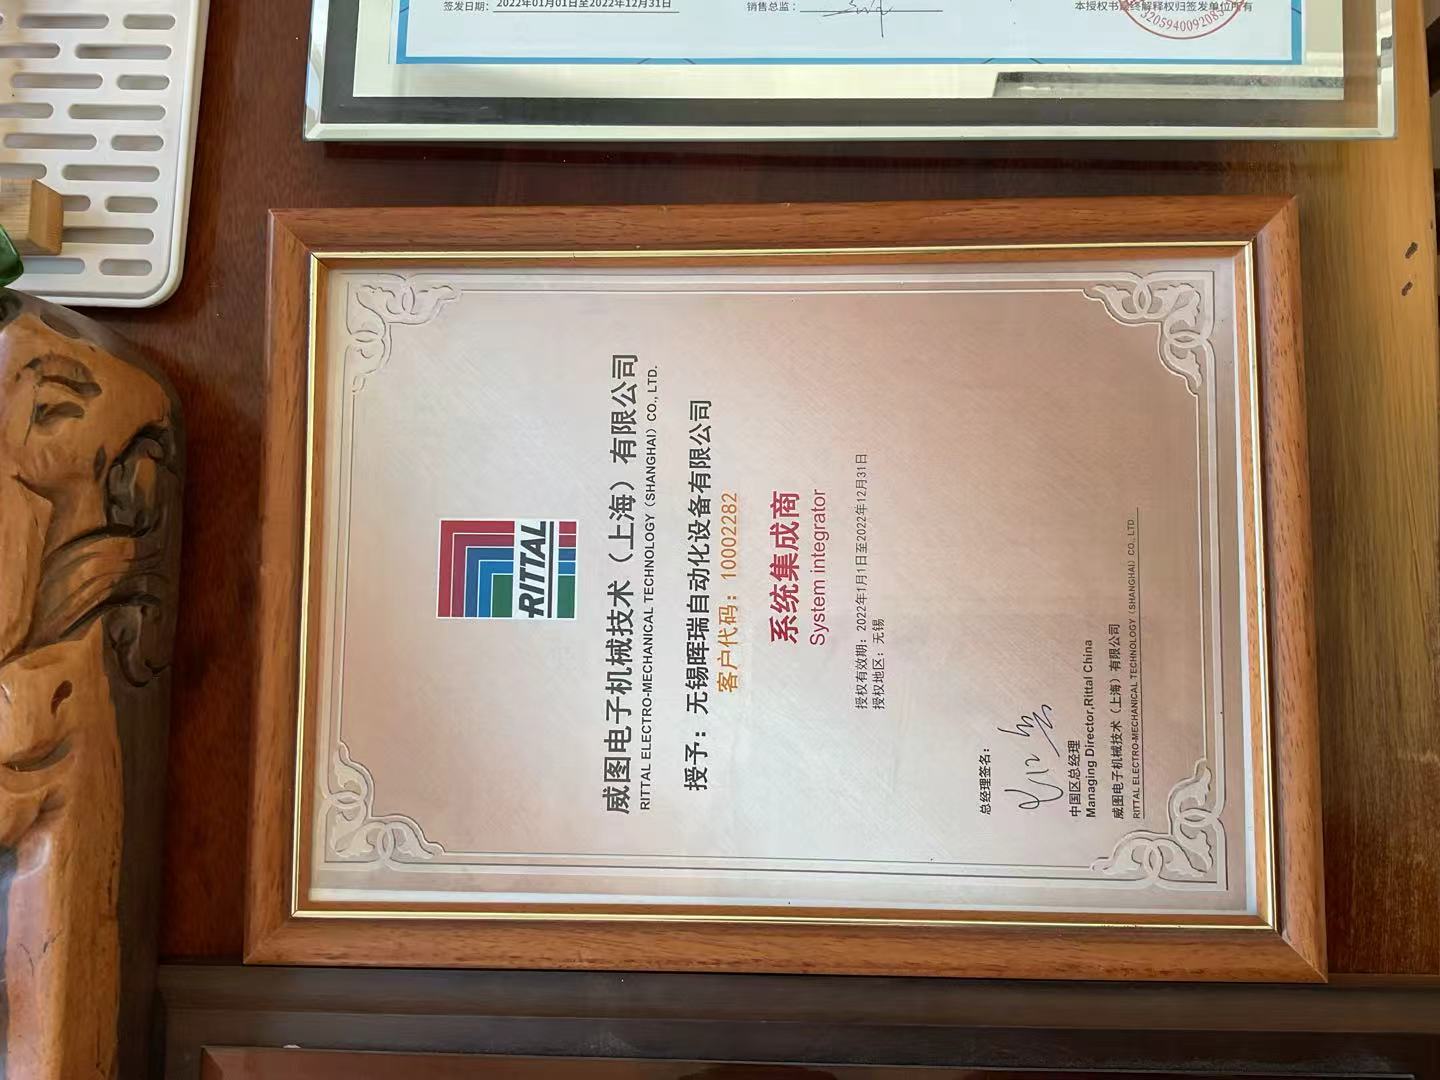 签发日期：2022年01月01日至2022年12月31日
销售总监：
本授权书最终解释权归签发单位所有
RITTAL
威图电子机械技术（上海）有限公司
RITTAL ELECTRO-MECHANICAL TECHNOLOGY (SHANGHAI) CO., LTD.
授予：无锡晖瑞自动化设备有限公司
客户代码：10002282
系统集成商
System integrator
授权有效期：2022年1月1日至2022年12月31日
授权地区：无锡
总经理签名：
中国区总经理
Managing Director,Rittal China
威图电子机械技术（上海）有限公司
RITTAL ELECTRO-MECHANICAL TECHNOLOGY (SHANGHAI) CO., LTD